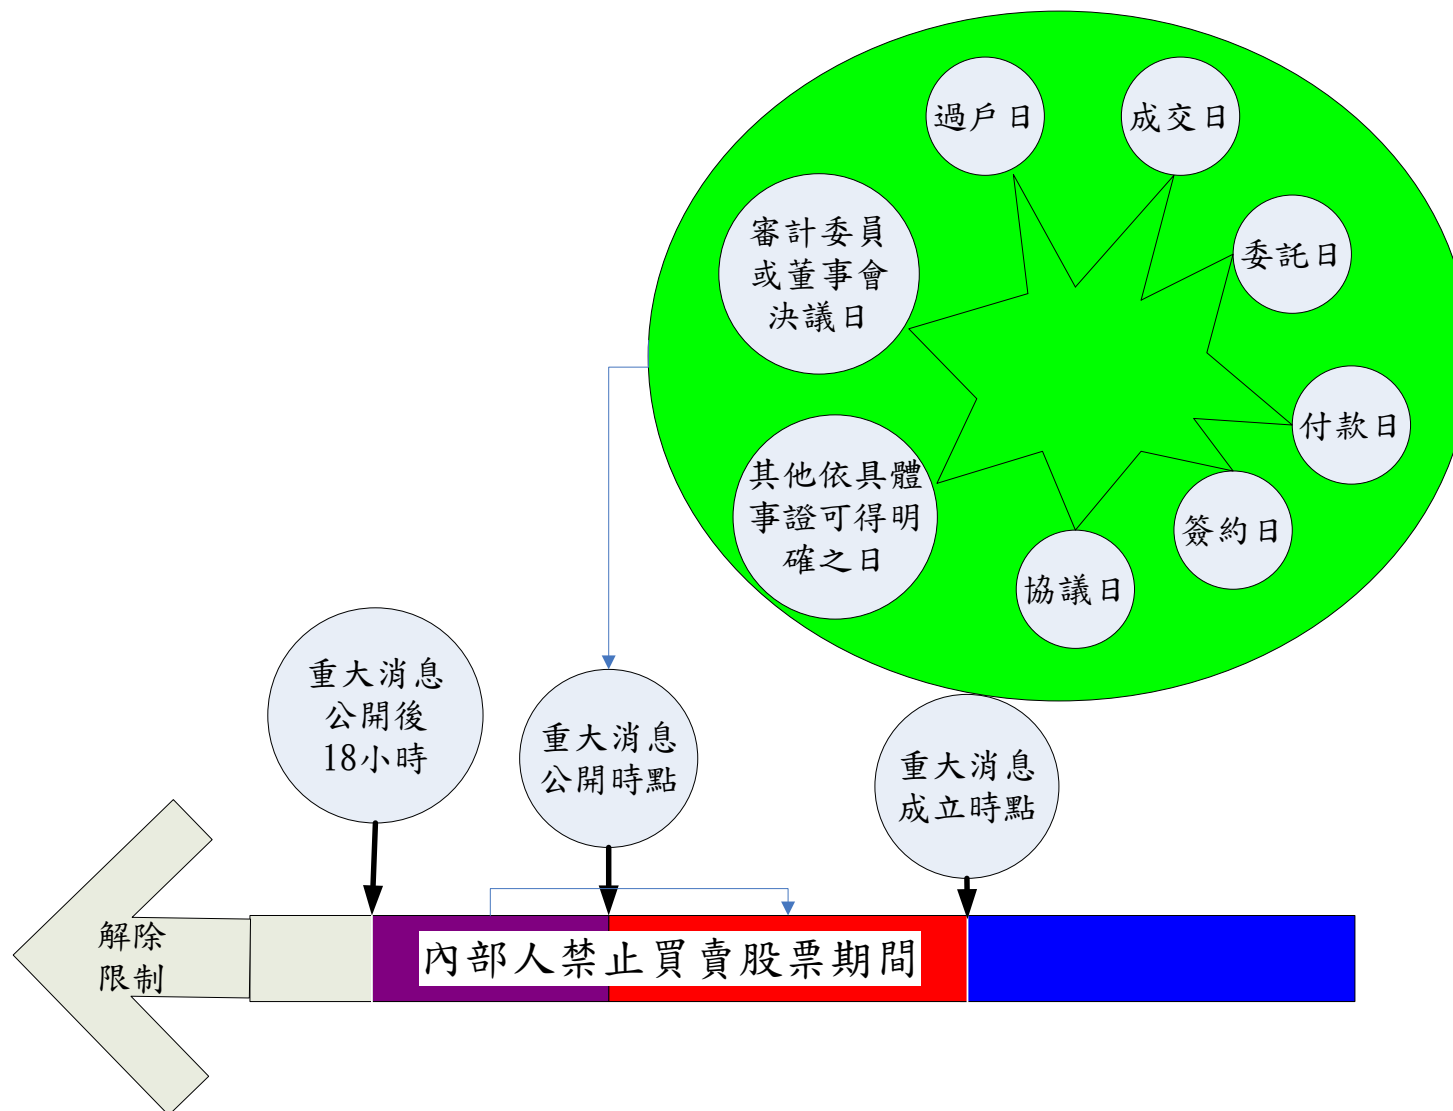 過戶日
成交日
審計委員
或董事會
決議日
委託日
付款日
其他依具體
事證可得明
確之日
簽約日
協議日
重大消息
公開後
18小時
重大消息
公開時點
重大消息
成立時點
解除
限制
內部人禁止買賣股票期間